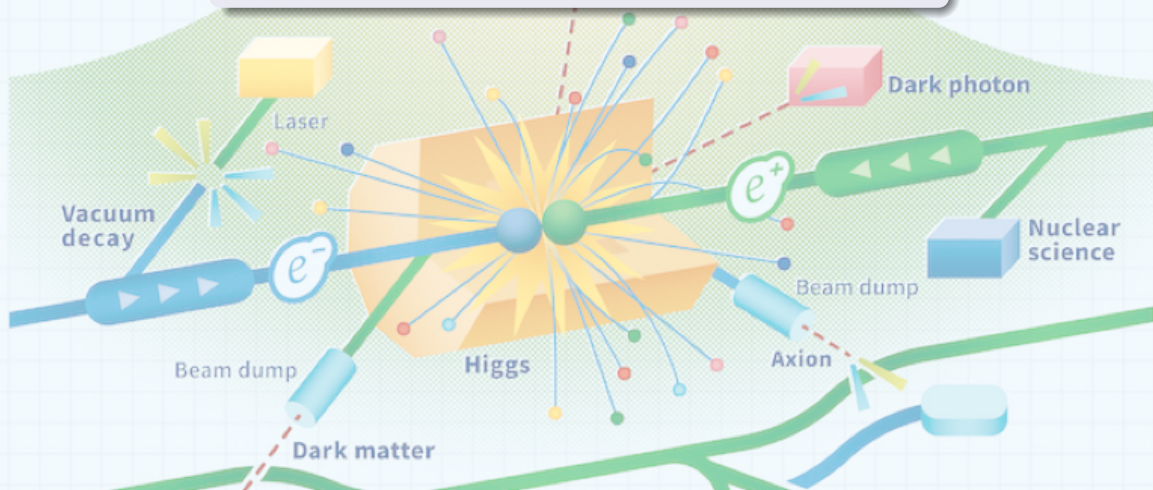 Laser
Dark photon
Vacuum
decay
e⁺
e⁻
Nuclear
science
Beam dump
Axion
Higgs
Beam dump
Dark matter